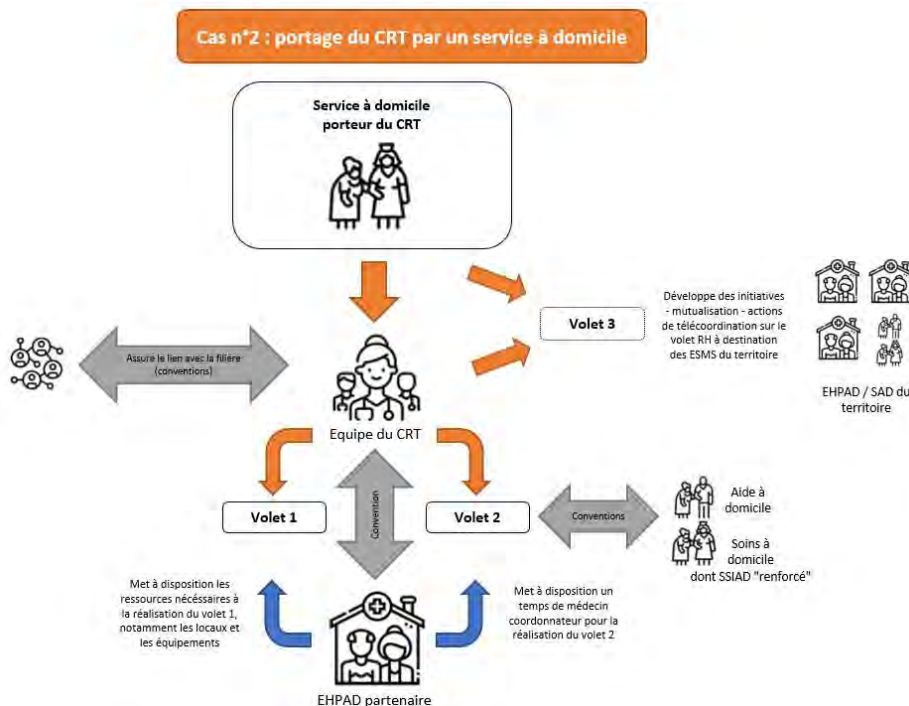 Cas n°2 : portage du CRT par un service à domicile
Service à domicile
porteur du CRT
Volet 3
Développe des initiatives
- mutualisation - actions
de télécoordination sur le
volet RH à destination
des ESMS du territoire
EHPAD / SAD du
territoire
Assure le lien avec la filière
(conventions)
Equipe du CRT
Volet 1
Convention
Volet 2
Conventions
Aide à
domicile
Soins à
domicile
dont SSIAD "renforcé"
Met à disposition les
ressources nécéssaires à
la réalisation du volet 1,
notamment les locaux et
les équipements
Met à disposition un
temps de médecin
coordonnateur pour la
réalisation du volet 2
EHPAD partenaire